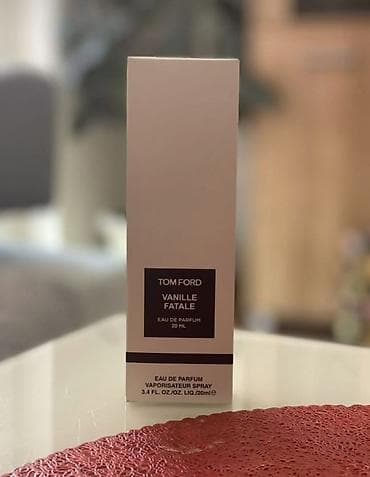 TOM FORD
VANILLE
FATALE
EAU DE PARFUM
20 ML
EAU DE PARFUM
VAPORISATEUR SPRAY
3.4 FL. OZ./OZ. LIQ./20ml℮